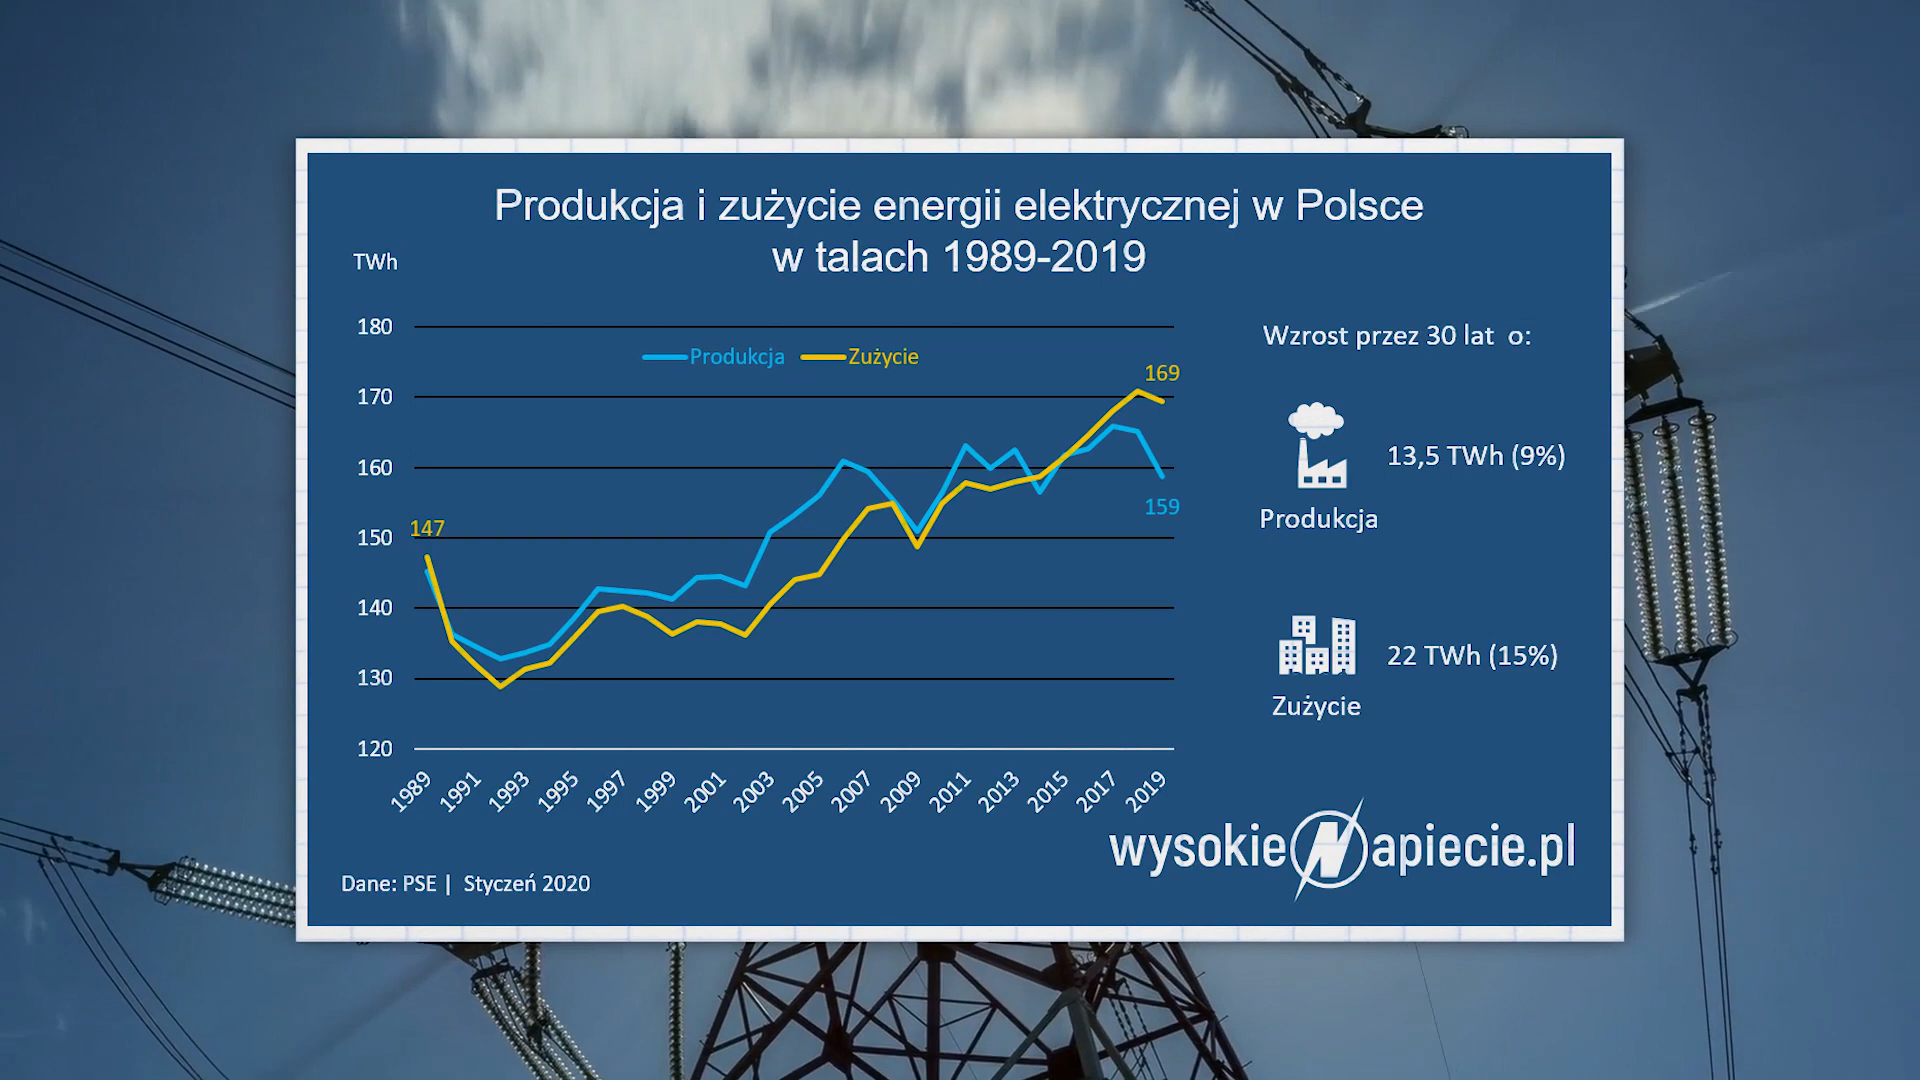 Produkcja i zużycie energii elektrycznej w Polsce
w talach 1989-2019
TWh
180
170
160
150
140
130
120
Produkcja
Zużycie
147
169
159
1989
1991
1993
1995
1997
1999
2001
2003
2005
2007
2009
2011
2013
2015
2017
2019
Wzrost przez 30 lat o:
13,5 TWh (9%)
Produkcja
22 TWh (15%)
Zużycie
Dane: PSE | Styczeń 2020
wysokieNapiecie.pl